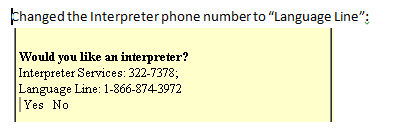 Changed the Interpreter phone number to “Language Line”:
Would you like an interpreter?
Interpreter Services: 322-7378;
Language Line: 1-866-874-3972
Yes No